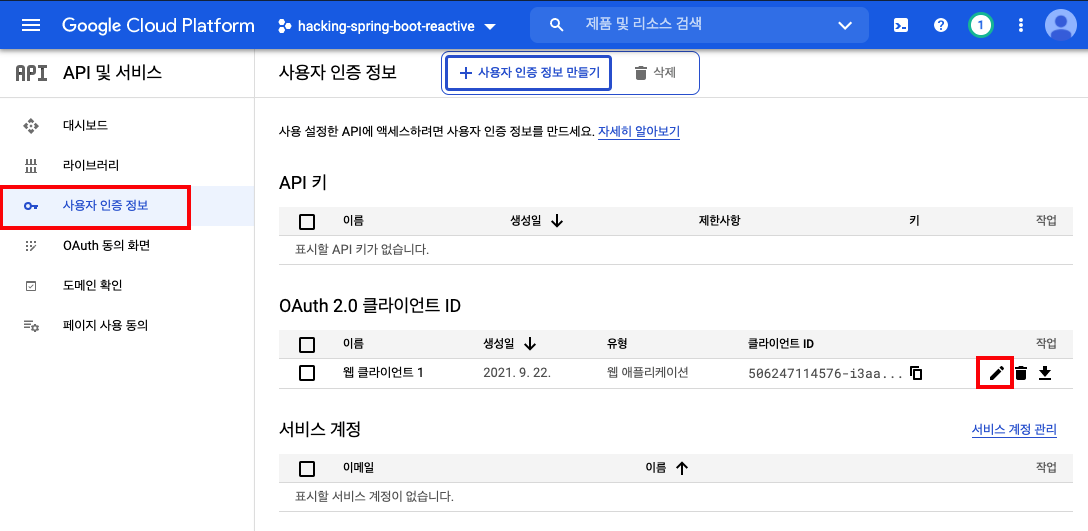 Google Cloud Platform hacking-spring-boot-reactive 제품 및 리소스 검색 1
API API 및 서비스
사용자 인증 정보 사용자 인증 정보 만들기 삭제
대시보드
라이브러리
사용자 인증 정보
OAuth 동의 화면
도메인 확인
페이지 사용 동의
사용 설정한 API에 액세스하려면 사용자 인증 정보를 만드세요. 자세히 알아보기
API 키
이름 생성일 제한사항 키 작업
표시할 API 키가 없습니다.
OAuth 2.0 클라이언트 ID
이름 생성일 유형 클라이언트 ID 작업
웹 클라이언트 1 2021. 9. 22. 웹 애플리케이션 506247114576-i3aa...
서비스 계정 서비스 계정 관리
이메일 이름 작업
표시할 서비스 계정이 없습니다.